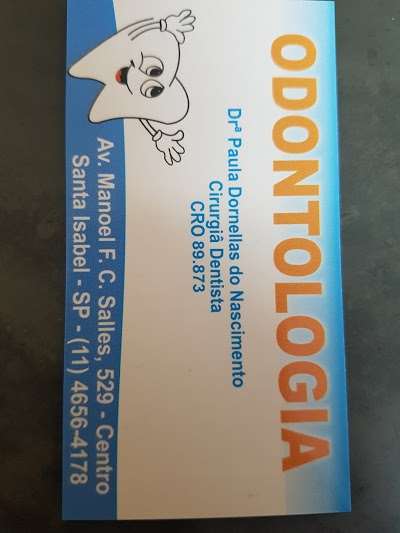 ODONTOLOGIA
Drª Paula Dornellas do Nascimento
Cirurgiã Dentista
CRO 89.873
Av. Manoel F. C. Salles, 529 - Centro
Santa Isabel - SP - (11) 4656-4178